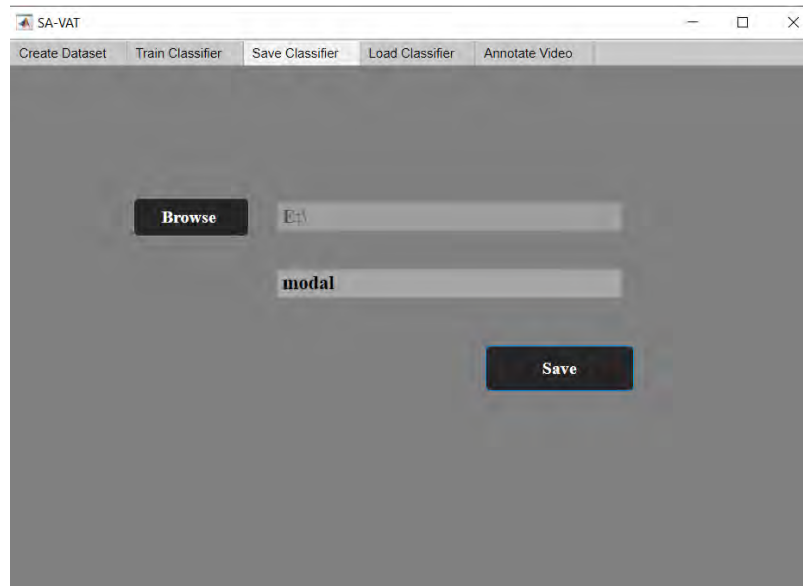 SA-VAT
Create Dataset Train Classifier Save Classifier Load Classifier Annotate Video
Browse E:\
modal
Save